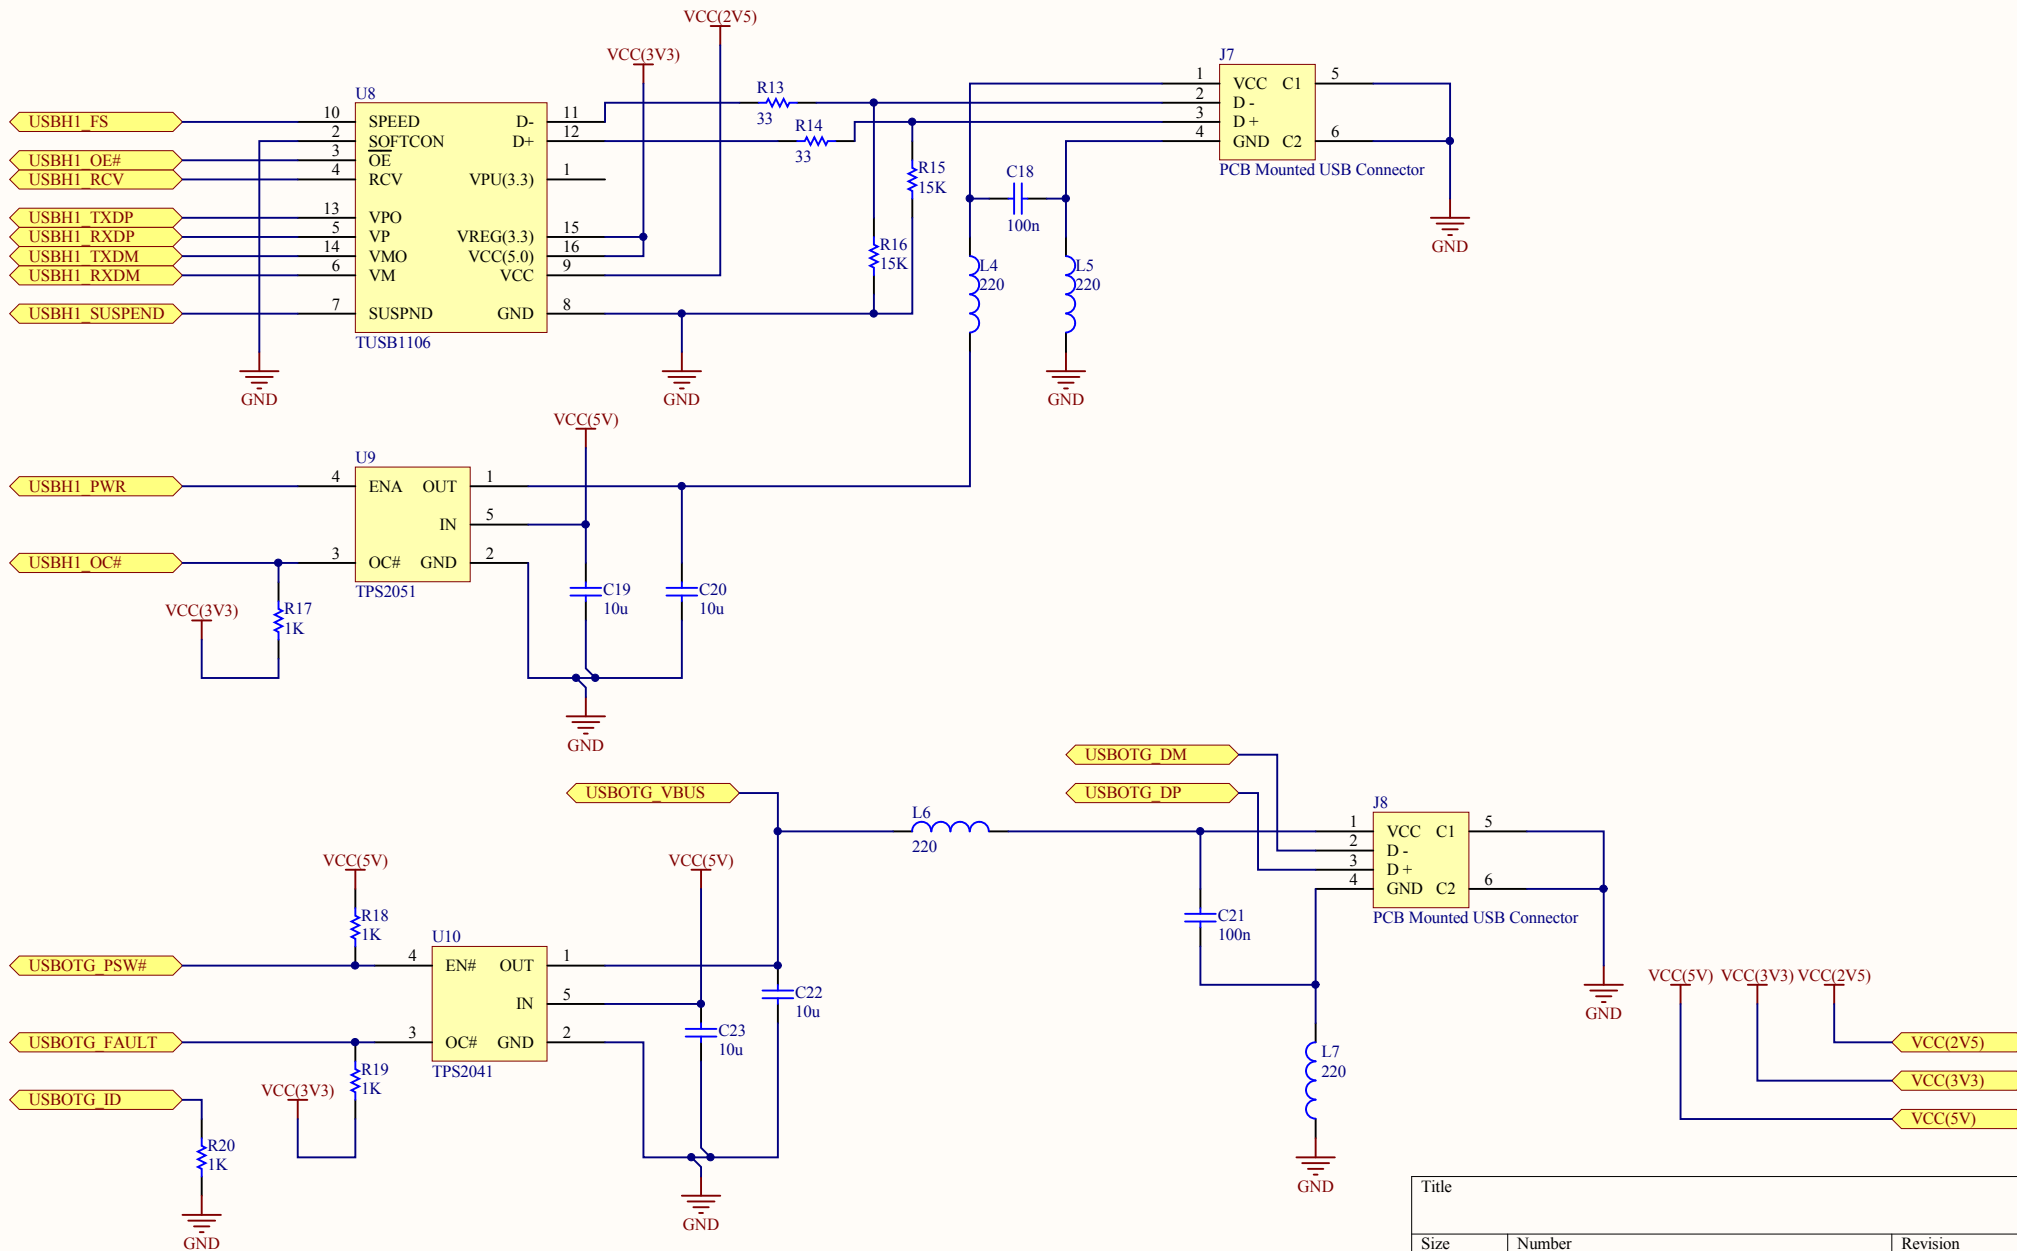 VCC(2V5)
VCC(3V3)
J7
U8
R13
33
R14
33
1 VCC C1 5
2 D -
3 D +
4 GND C2 6
PCB Mounted USB Connector
USBH1_FS
10 SPEED D- 11
2 SOFTCON D+ 12
USBH1_OE#
3 OE
USBH1_RCV
4 RCV VPU(3.3) 1
USBH1_TXDP
13 VPO
USBH1_RXDP
5 VP VREG(3.3) 15
USBH1_TXDM
14 VMO VCC(5.0) 16
USBH1_RXDM
6 VM VCC 9
USBH1_SUSPEND
7 SUSPND GND 8
TUSB1106
R15
15K
R16
15K
C18
100n
L4
220
L5
220
GND
GND
GND
GND
VCC(5V)
U9
USBH1_PWR
4 ENA OUT 1
IN 5
USBH1_OC#
3 OC# GND 2
TPS2051
VCC(3V3)
R17
1K
C19
10u
C20
10u
GND
USBOTG_DM
USBOTG_VBUS
USBOTG_DP
L6
220
J8
1 VCC C1 5
2 D -
3 D +
4 GND C2 6
PCB Mounted USB Connector
VCC(5V)
VCC(5V)
R18
1K
U10
USBOTG_PSW#
4 EN# OUT 1
IN 5
USBOTG_FAULT
3 OC# GND 2
TPS2041
C21
100n
C22
10u
C23
10u
VCC(3V3)
R19
1K
USBOTG_ID
R20
1K
GND
GND
L7
220
GND
GND
VCC(5V) VCC(3V3) VCC(2V5)
VCC(2V5)
VCC(3V3)
VCC(5V)
Title
Size Number Revision